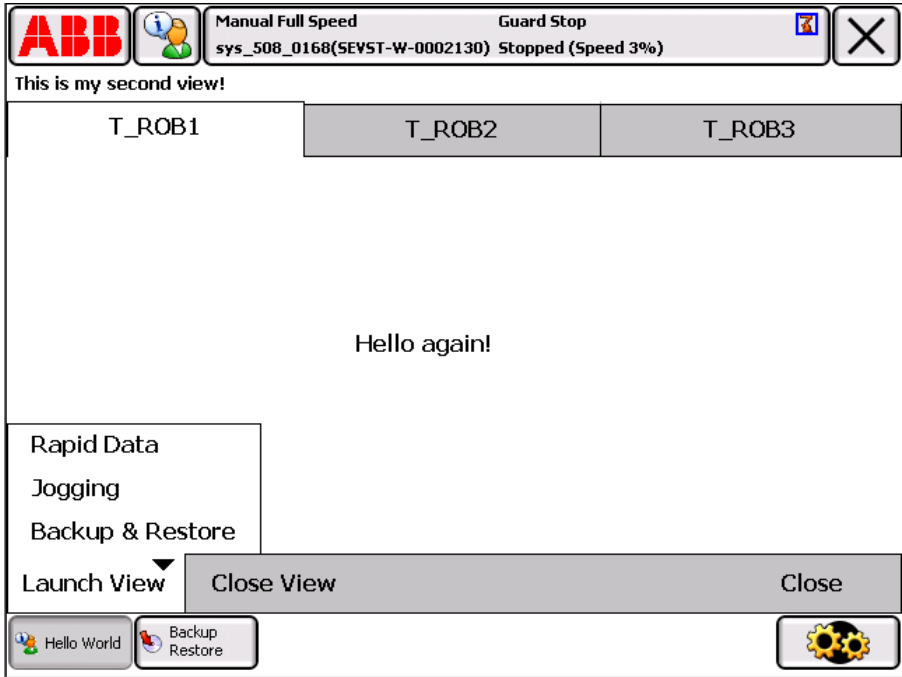 ABB
Manual Full Speed Guard Stop
sys_508_0168(SEVST-W-0002130) Stopped (Speed 3%)
This is my second view!
T_ROB1 T_ROB2 T_ROB3
Hello again!
Rapid Data
Jogging
Backup & Restore
Launch View Close View Close
Hello World
Backup
Restore